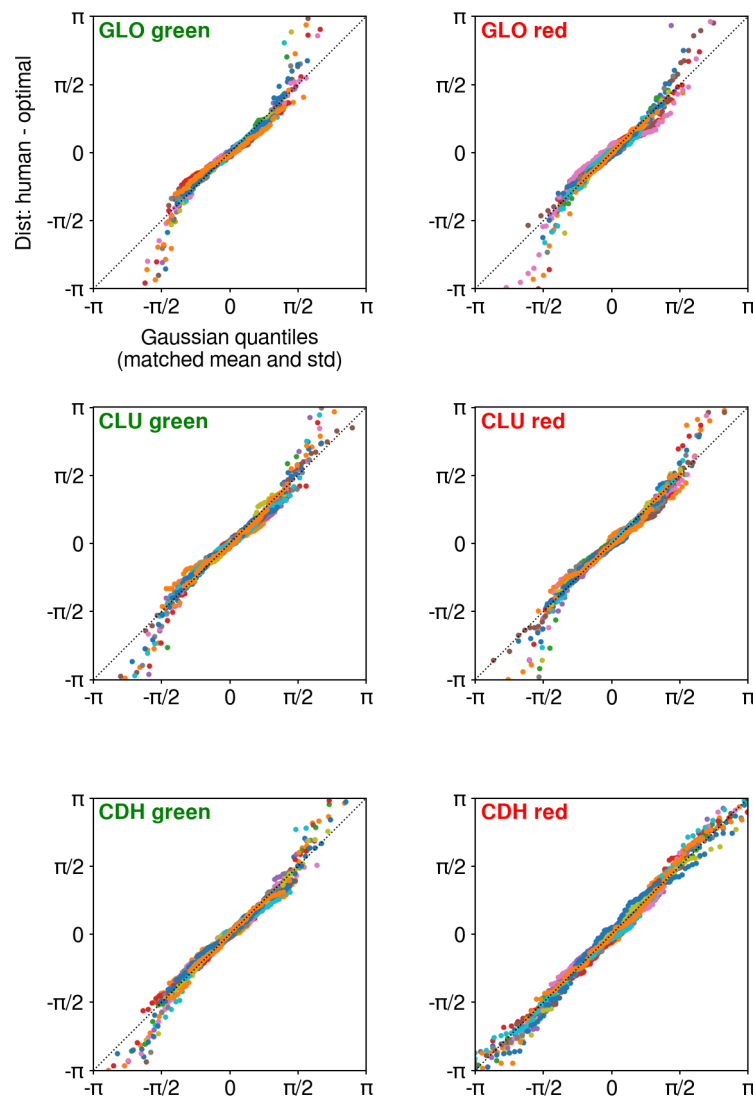 GLO green
GLO red
Dist: human - optimal
π
π/2
0
-π/2
-π
-π
-π/2
0
π/2
π
π
π/2
0
-π/2
-π
-π
-π/2
0
π/2
π
Gaussian quantiles
(matched mean and std)
CLU green
π
π/2
0
-π/2
-π
-π
-π/2
0
π/2
π
CLU red
π
π/2
0
-π/2
-π
-π
-π/2
0
π/2
π
CDH green
π
π/2
0
-π/2
-π
-π
-π/2
0
π/2
π
CDH red
π
π/2
0
-π/2
-π
-π
-π/2
0
π/2
π